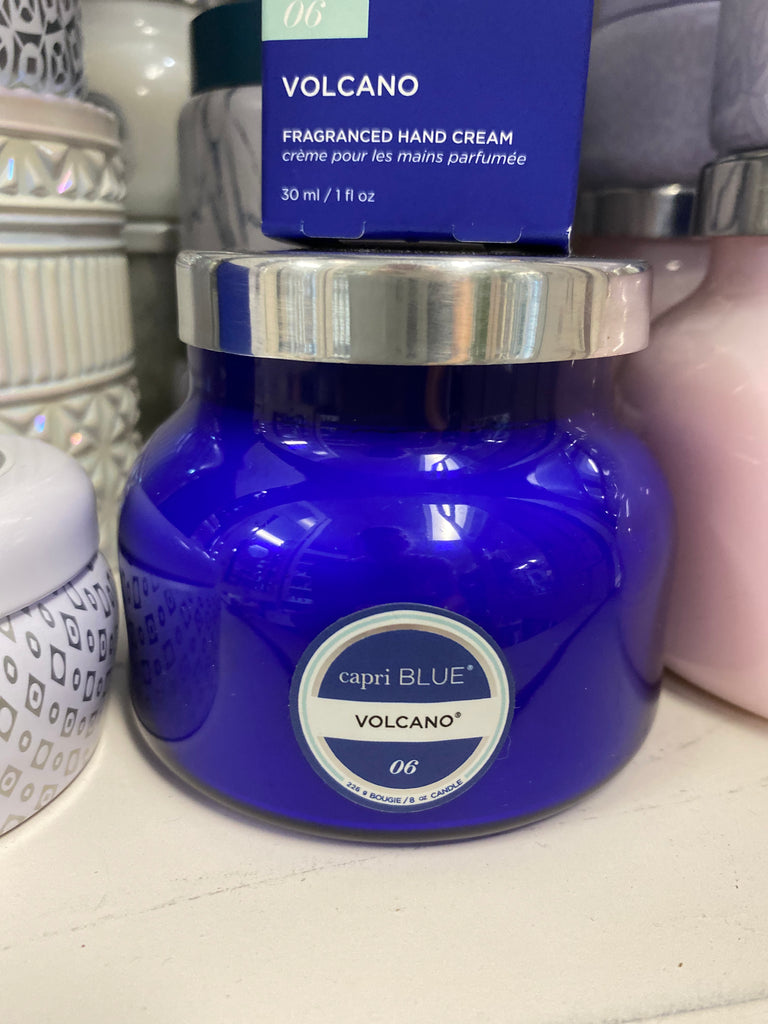 06
VOLCANO
FRAGRANCED HAND CREAM
crème pour les mains parfumée
30 ml / 1 fl oz
capri BLUE®
VOLCANO®
06
226 g BOUGIE / 8 oz CANDLE